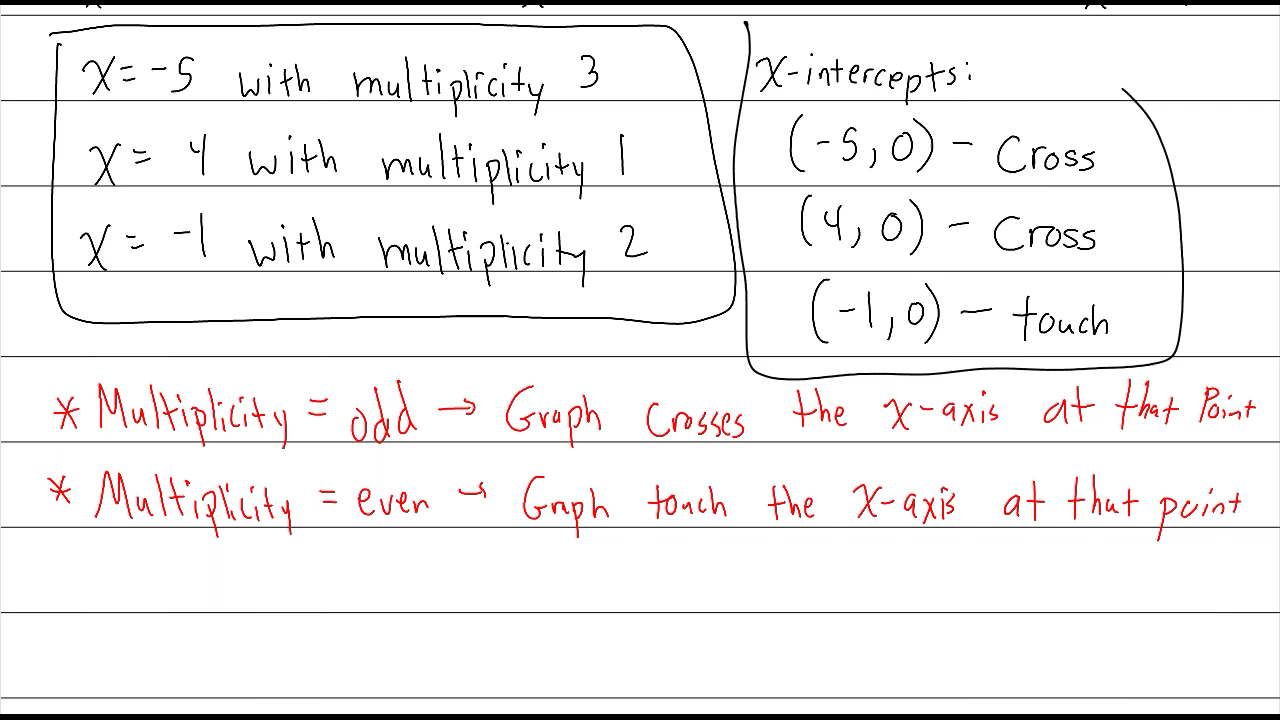 x = -5 with multiplicity 3
x = 4 with multiplicity 1
x = -1 with multiplicity 2
x-intercepts:
(-5, 0) - Cross
(4, 0) - Cross
(-1, 0) - touch
* Multiplicity = odd → Graph Crosses the x-axis at that Point
* Multiplicity = even → Graph touch the x-axis at that point